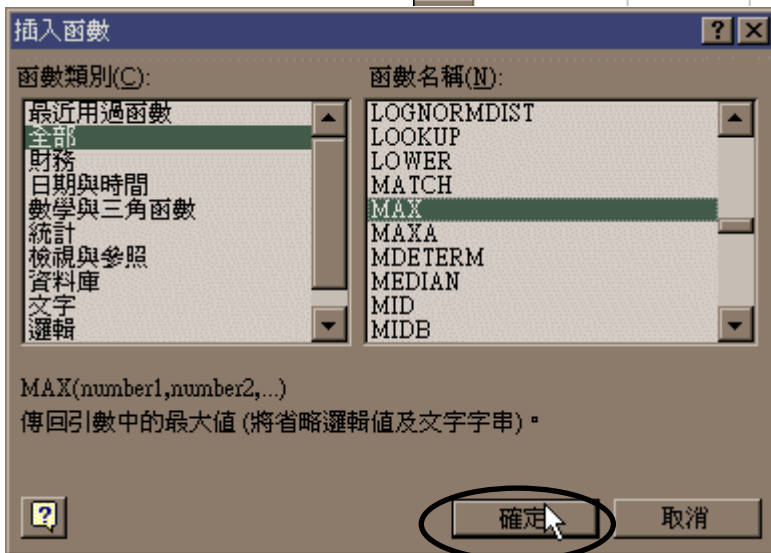 插入函數
函數類別(C):
最近用過函數
全部
財務
日期與時間
數學與三角函數
統計
檢視與參照
資料庫
文字
邏輯
函數名稱(N):
LOGNORMDIST
LOOKUP
LOWER
MATCH
MAX
MAXA
MDETERM
MEDIAN
MID
MIDB
MAX(number1,number2,...)
傳回引數中的最大值 (將省略邏輯值及文字字串)。
確定
取消